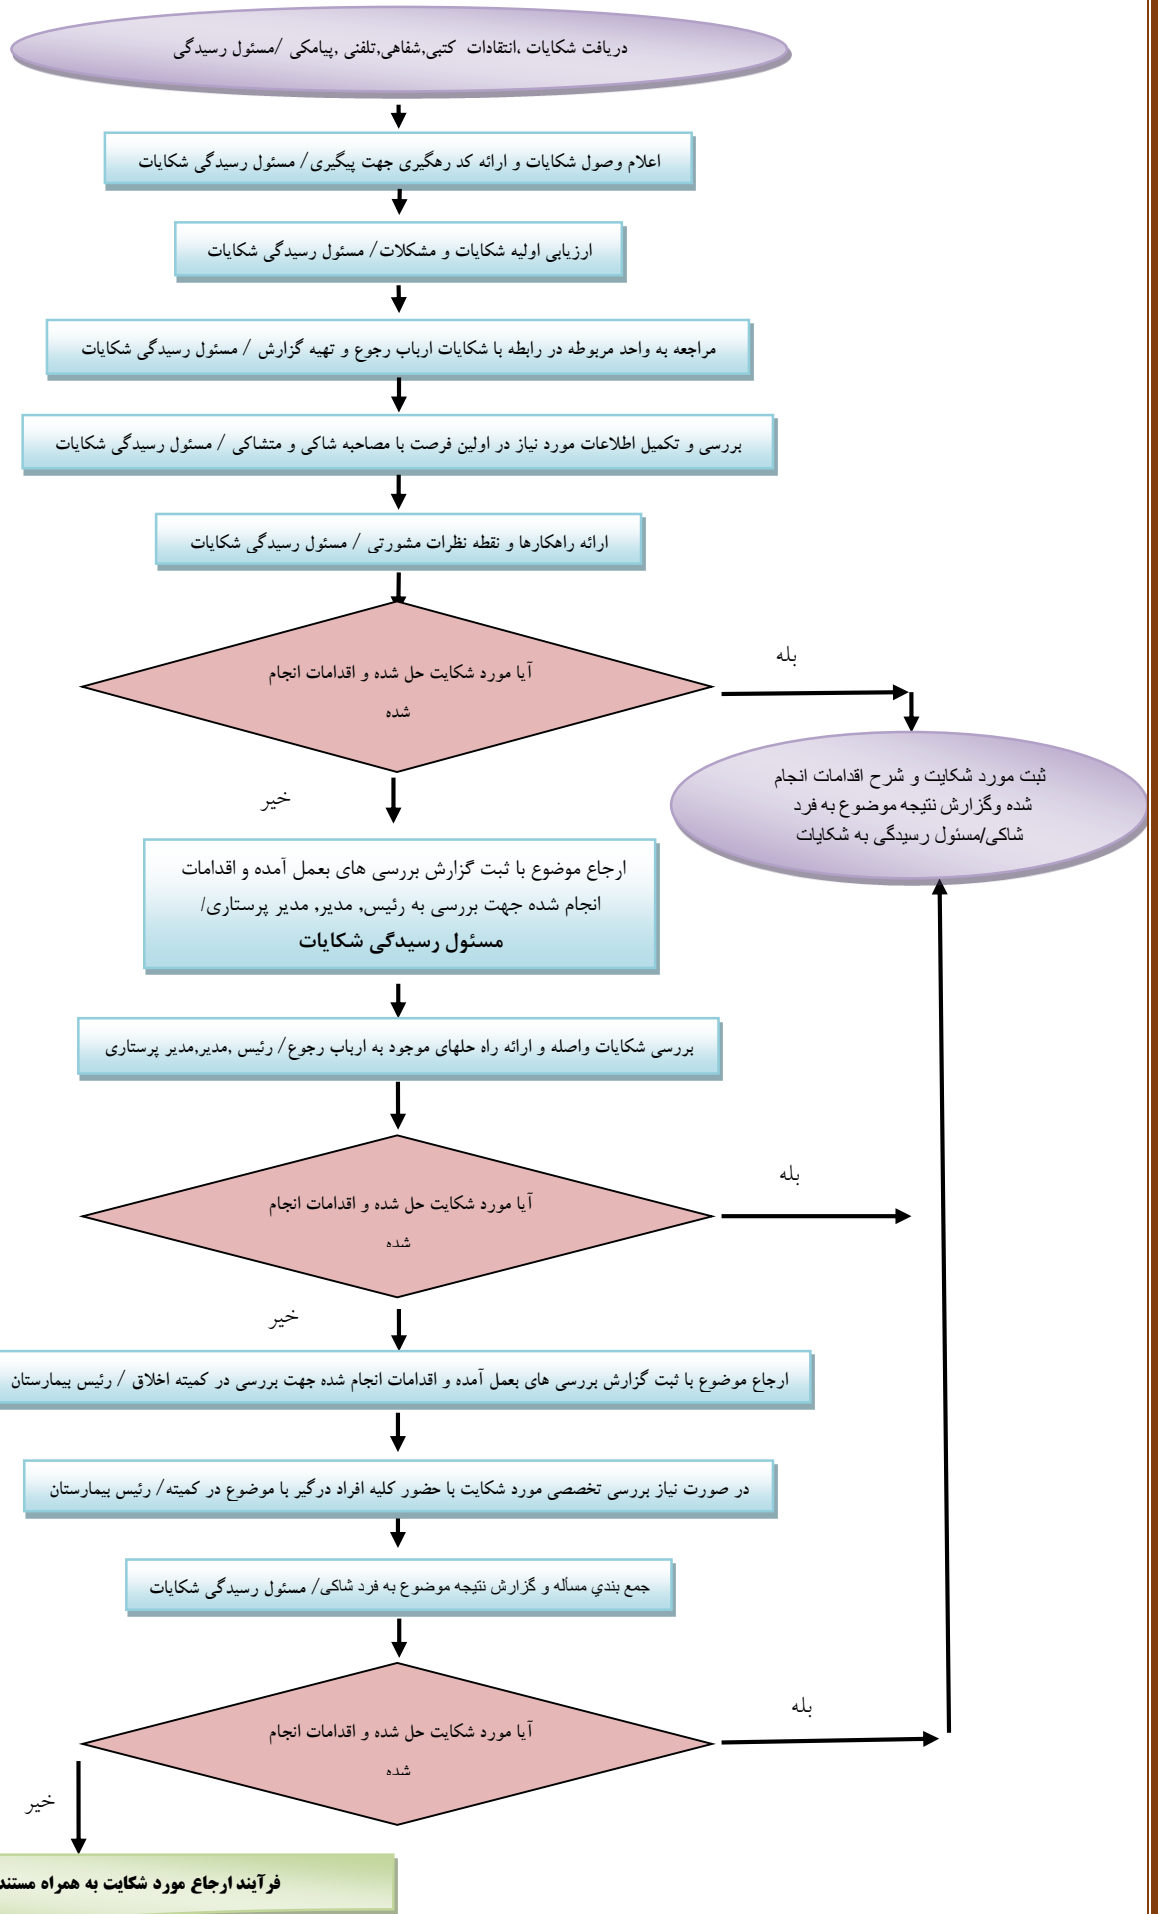 دریافت شکایات ،انتقادات کتبی,شفاهی,تلفنی ,پیامکی /مسئول رسیدگی
اعلام وصول شکایات و ارائه کد رهگیری جهت پیگیری/ مسئول رسیدگی شکایات
ارزیابی اولیه شکایات و مشکلات/ مسئول رسیدگی شکایات
مراجعه به واحد مربوطه در رابطه با شکایات ارباب رجوع و تهیه گزارش / مسئول رسیدگی شکایات
بررسی و تکمیل اطلاعات مورد نیاز در اولین فرصت با مصاحبه شاکی و متشاکی / مسئول رسیدگی شکایات
ارائه راهکارها و نقطه نظرات مشورتی / مسئول رسیدگی شکایات
آیا مورد شکایت حل شده و اقدامات انجام
شده
بله
ثبت مورد شکایت و شرح اقدامات انجام
شده وگزارش نتیجه موضوع به فرد
شاکی/مسئول رسیدگی به شکایات
خیر
ارجاع موضوع با ثبت گزارش بررسی های بعمل آمده و اقدامات
انجام شده جهت بررسی به رئیس, مدیر, مدیر پرستاری/
مسئول رسیدگی شکایات
بررسی شکایات واصله و ارائه راه حلهای موجود به ارباب رجوع/ رئیس ,مدیر,مدیر پرستاری
آیا مورد شکایت حل شده و اقدامات انجام
شده
بله
خیر
ارجاع موضوع با ثبت گزارش بررسی های بعمل آمده و اقدامات انجام شده جهت بررسی در کمیته اخلاق / رئیس بیمارستان
در صورت نیاز بررسی تخصصی مورد شکایت با حضور کلیه افراد درگیر با موضوع در کمیته/ رئیس بیمارستان
جمع بندي مسأله و گزارش نتیجه موضوع به فرد شاکی/ مسئول رسیدگی شکایات
آیا مورد شکایت حل شده و اقدامات انجام
شده
بله
خیر
فرآیند ارجاع مورد شکایت به همراه مستند